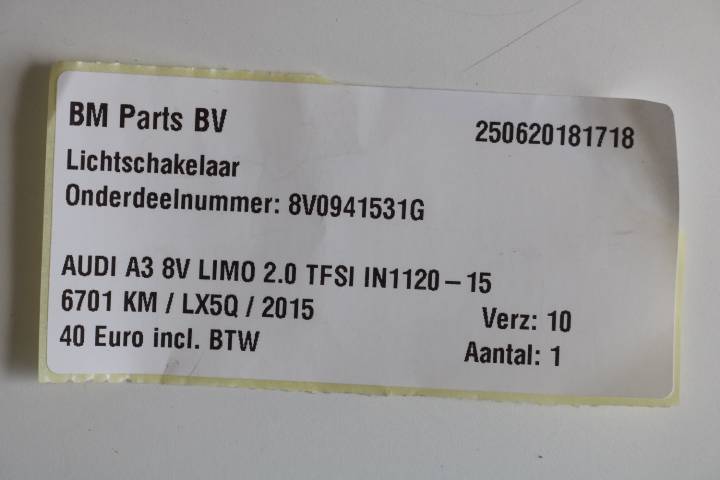 BM Parts BV
250620181718
Lichtschakelaar
Onderdeelnummer: 8V0941531G
AUDI A3 8V LIMO 2.0 TFSI IN1120-15
6701 KM / LX5Q / 2015
Verz: 10
40 Euro incl. BTW
Aantal: 1